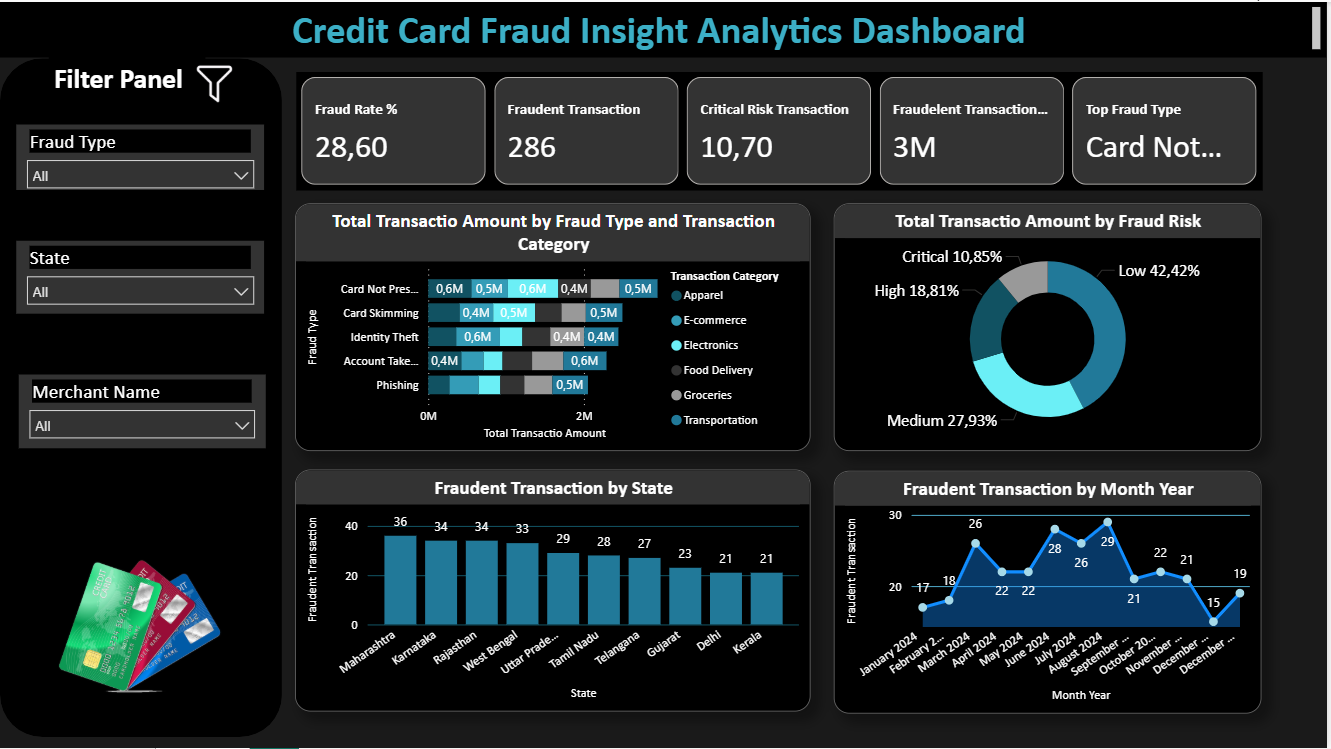 Credit Card Fraud Insight Analytics Dashboard
Filter Panel
Fraud Type
All
State
All
Merchant Name
All
Fraud Rate %
28,60
Fraudent Transaction
286
Critical Risk Transaction
10,70
Fraudelent Transaction...
3M
Top Fraud Type
Card Not...
Total Transactio Amount by Fraud Type and Transaction
Category
Fraud Type
Card Not Pres... 0,6M 0,5M 0,6M 0,4M 0,5M
Card Skimming 0,4M 0,5M 0,5M
Identity Theft 0,6M 0,4M 0,4M
Account Take... 0,4M 0,6M
Phishing 0,5M
0M 2M
Total Transactio Amount
Transaction Category
Apparel
E-commerce
Electronics
Food Delivery
Groceries
Transportation
Total Transactio Amount by Fraud Risk
Critical 10,85%
Low 42,42%
High 18,81%
Medium 27,93%
Fraudent Transaction by State
Fraudent Transaction
40
20
0
36 34 34 33 29 28 27 23 21 21
Maharashtra Karnataka Rajasthan West Bengal Uttar Prade... Tamil Nadu Telangana Gujarat Delhi Kerala
State
Fraudent Transaction by Month Year
Fraudent Transaction
30
20
17 18 26 22 22 28 26 29 21 22 21 15 19
January 2024 February 2... March 2024 April 2024 May 2024 June 2024 July 2024 August 2024 September ... October 20... November ... December ... December ...
Month Year